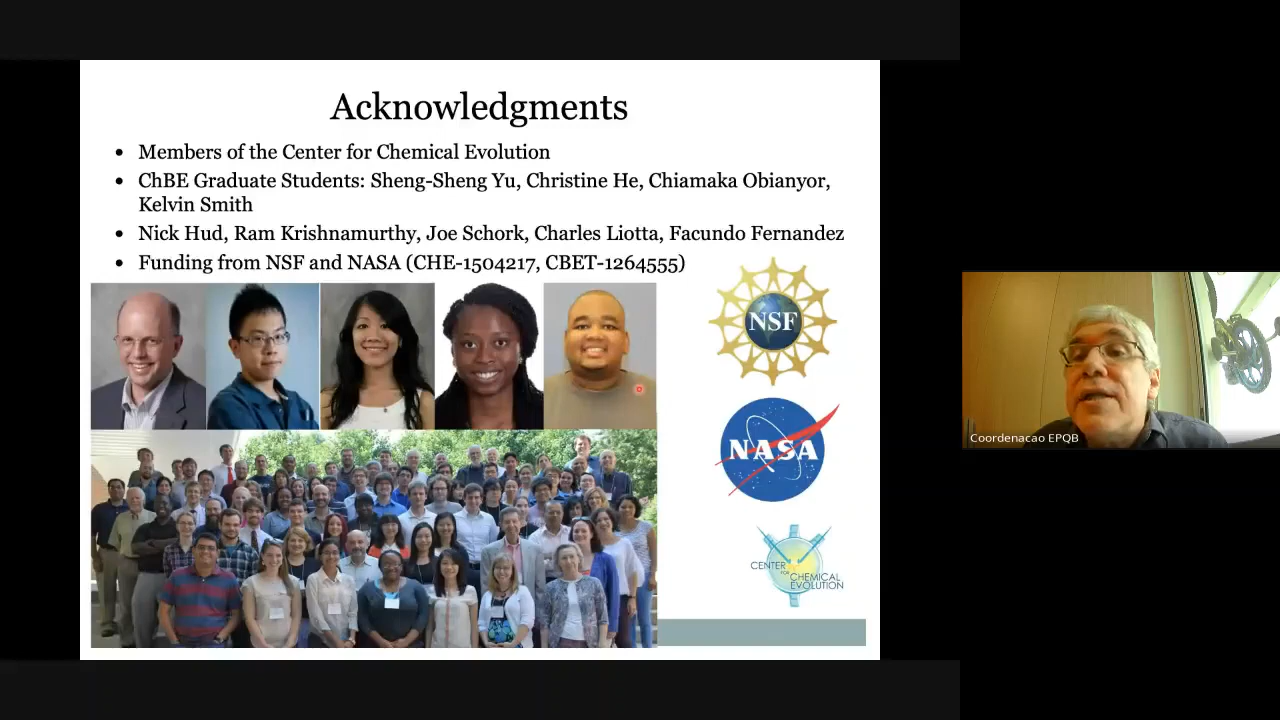 Acknowledgments
• Members of the Center for Chemical Evolution
• ChBE Graduate Students: Sheng-Sheng Yu, Christine He, Chiamaka Obianyor,
Kelvin Smith
• Nick Hud, Ram Krishnamurthy, Joe Schork, Charles Liotta, Facundo Fernandez
• Funding from NSF and NASA (CHE-1504217, CBET-1264555)
NSF
NASA
CENTER
FOR
CHEMICAL
EVOLUTION
Coordenacao EPQB